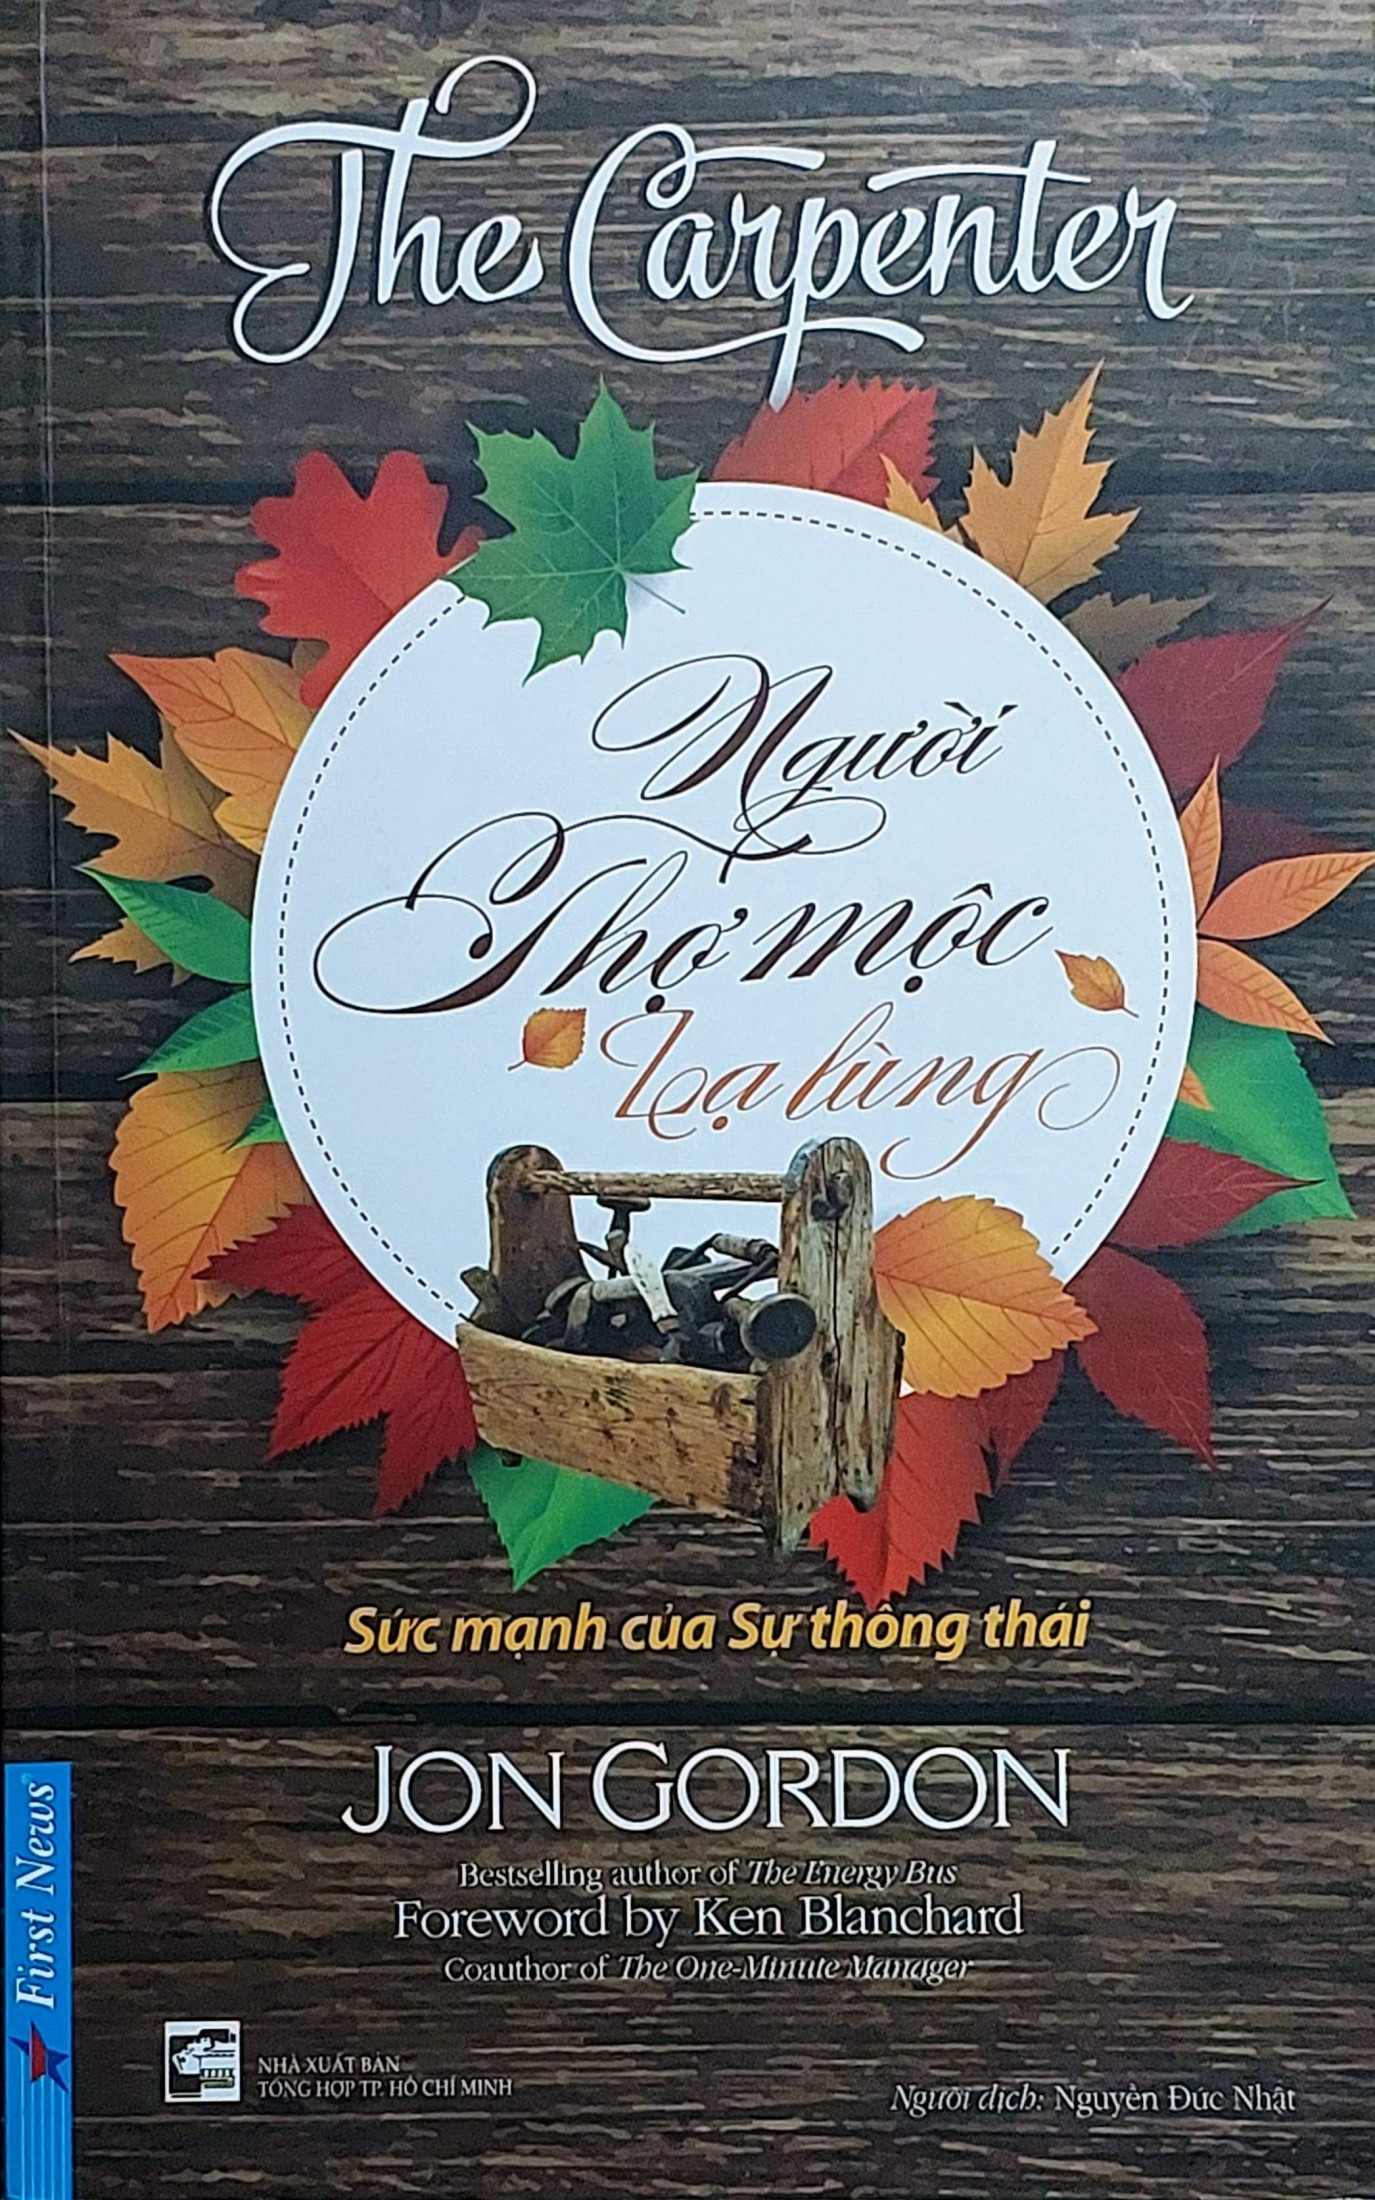 The Carpenter
Người
Thợ mộc
Lạ lùng
Sức mạnh của Sự thông thái
JON GORDON
Bestselling author of The Energy Bus
Foreword by Ken Blanchard
Coauthor of The One-Minute Manager
First News
NHÀ XUẤT BẢN
TỔNG HỢP TP. HỒ CHÍ MINH
Người dịch: Nguyễn Đức Nhật